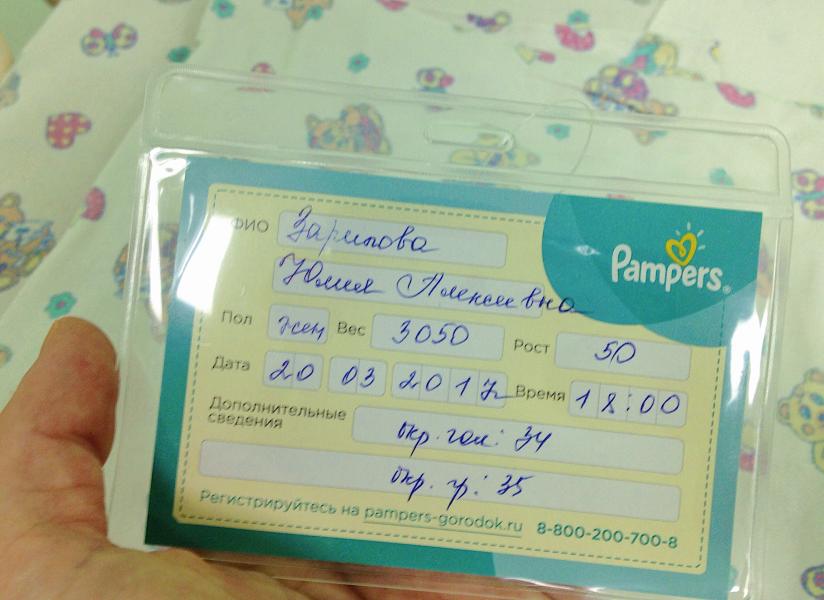 Pampers
ФИО Зарипова
Юлия Алексеевна
Пол жен Вес 3050 Рост 50
Дата 20 03 2017 Время 18:00
Дополнительные
сведения
окр. гол: 34
окр. гр: 35
Регистрируйтесь на pampers-gorodok.ru 8-800-200-700-8